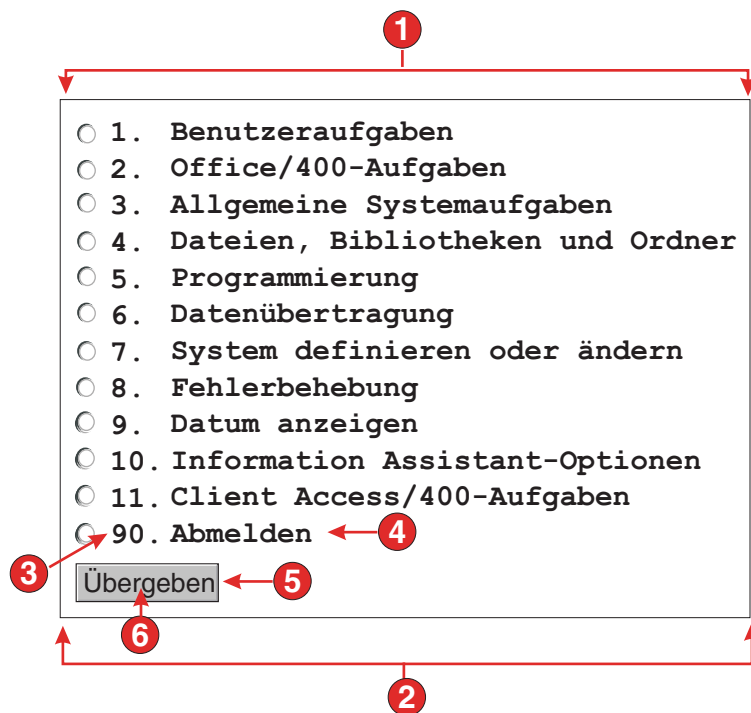 1
1. Benutzeraufgaben
2. Office/400-Aufgaben
3. Allgemeine Systemaufgaben
4. Dateien, Bibliotheken und Ordner
5. Programmierung
6. Datenübertragung
7. System definieren oder ändern
8. Fehlerbehebung
9. Datum anzeigen
10. Information Assistant-Optionen
11. Client Access/400-Aufgaben
90. Abmelden 4
3 Übergeben 5
6
2